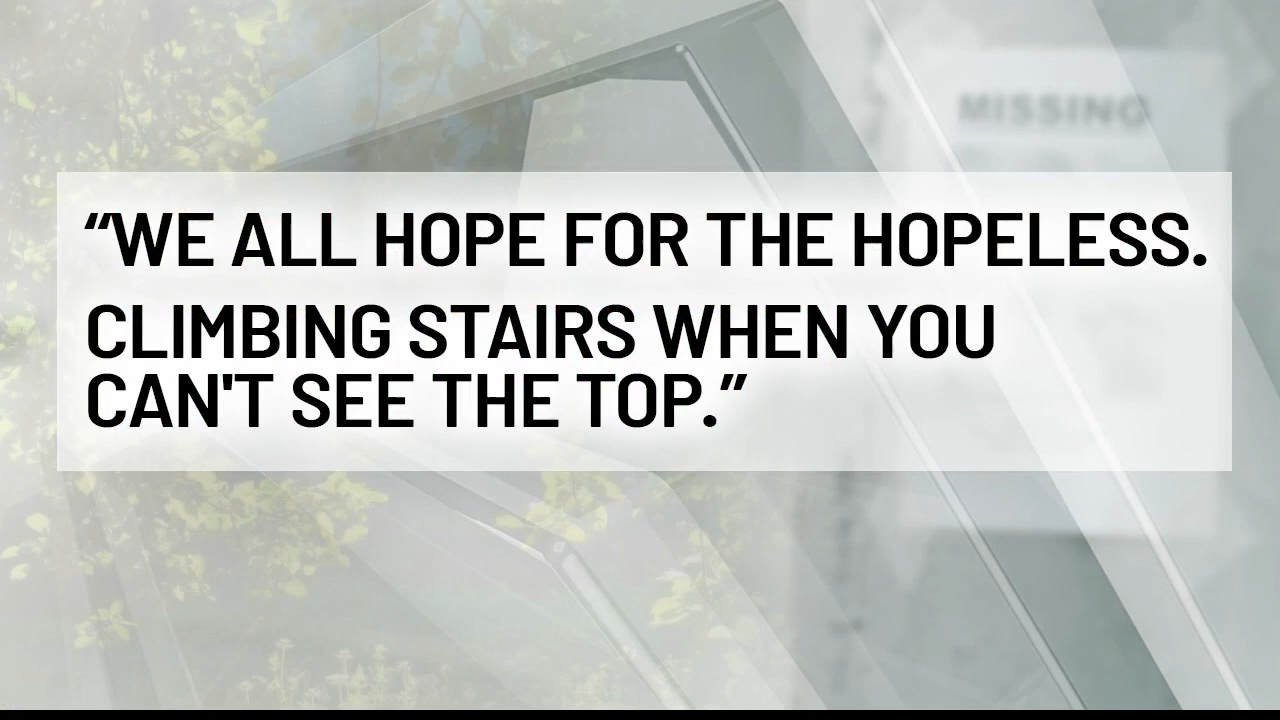 MISSING
“WE ALL HOPE FOR THE HOPELESS.
CLIMBING STAIRS WHEN YOU
CAN'T SEE THE TOP.”